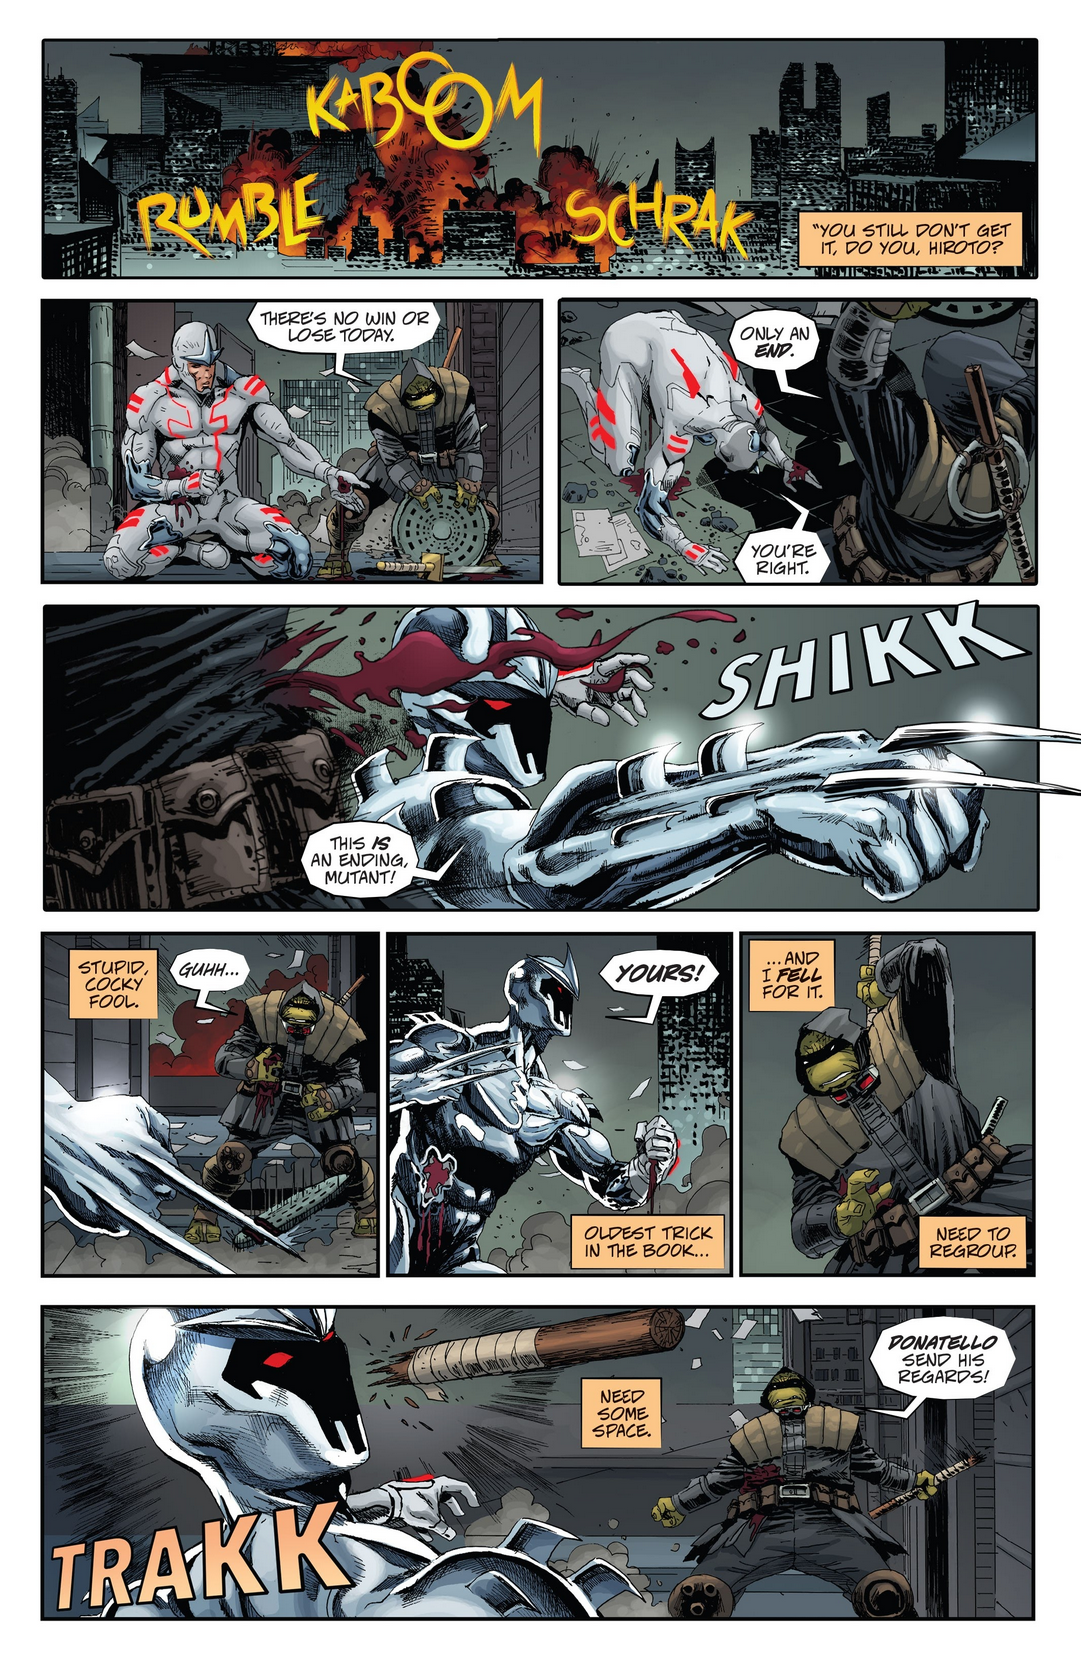 KABOOM
RUMBLE
SCHRAK
"YOU STILL DON'T GET
IT, DO YOU, HIROTO?
THERE'S NO WIN OR
LOSE TODAY.
ONLY AN
END.
YOU'RE
RIGHT.
SHIKK
THIS IS
AN ENDING,
MUTANT!
STUPID,
COCKY
FOOL.
GUHH...
YOURS!
OLDEST TRICK
IN THE BOOK...
...AND
I FELL
FOR IT.
NEED TO
REGROUP.
TRAKK
NEED
SOME
SPACE.
DONATELLO
SEND HIS
REGARDS!